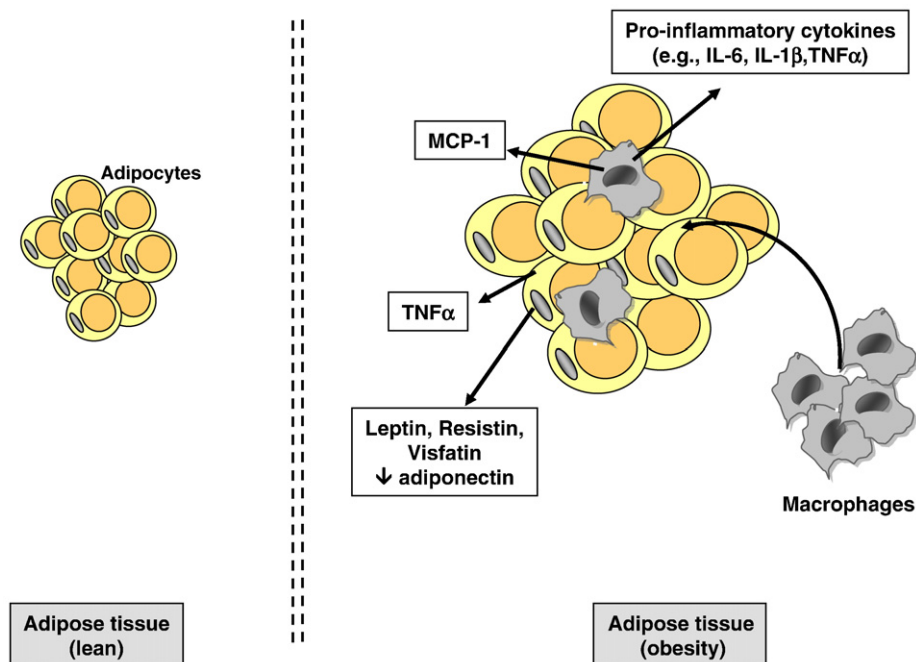 Pro-inflammatory cytokines
(e.g., IL-6, IL-1β,TNFα)
MCP-1
Adipocytes
TNFα
Leptin, Resistin,
Visfatin
↓ adiponectin
Macrophages
Adipose tissue
(lean)
Adipose tissue
(obesity)